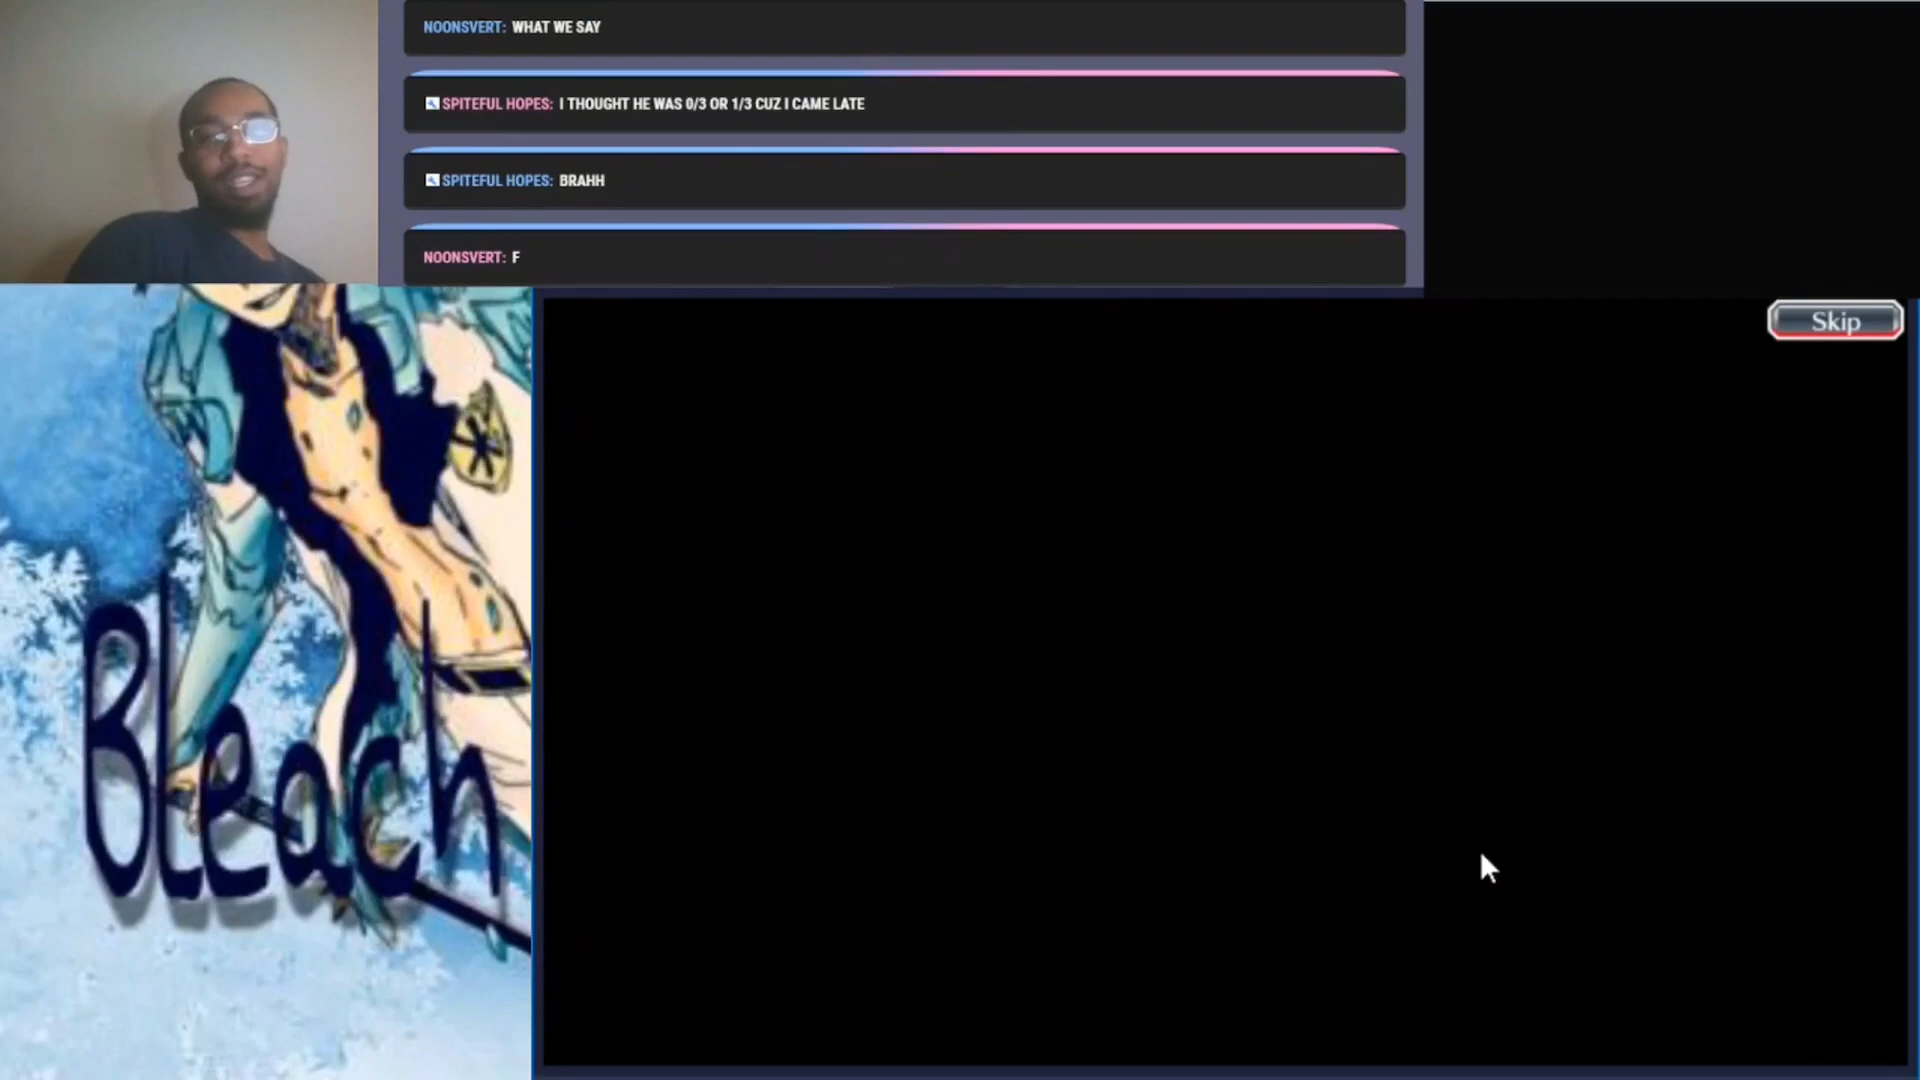 NOONSVERT: WHAT WE SAY
SPITEFUL HOPES: I THOUGHT HE WAS 0/3 OR 1/3 CUZ I CAME LATE
SPITEFUL HOPES: BRAHH
NOONSVERT: F
Skip
Bleach